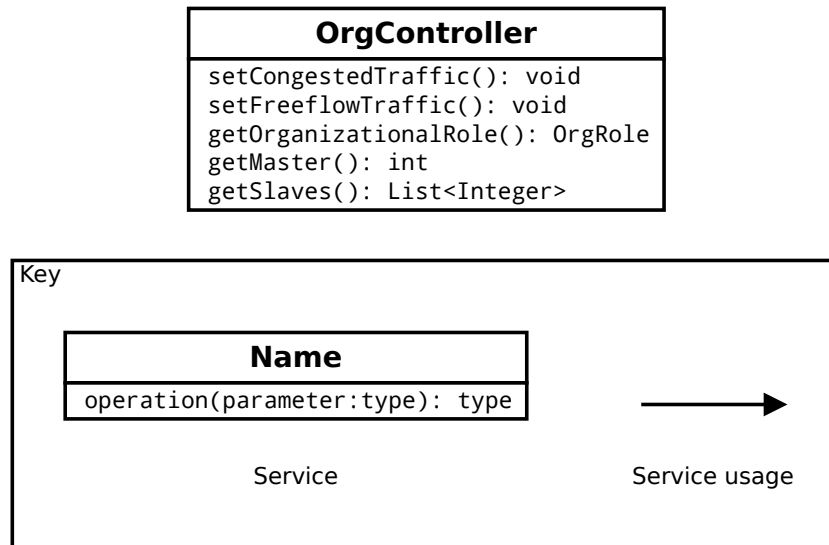 OrgController
setCongestedTraffic(): void
setFreeflowTraffic(): void
getOrganizationalRole(): OrgRole
getMaster(): int
getSlaves(): List<Integer>
Key
Name
operation(parameter:type): type
Service
Service usage